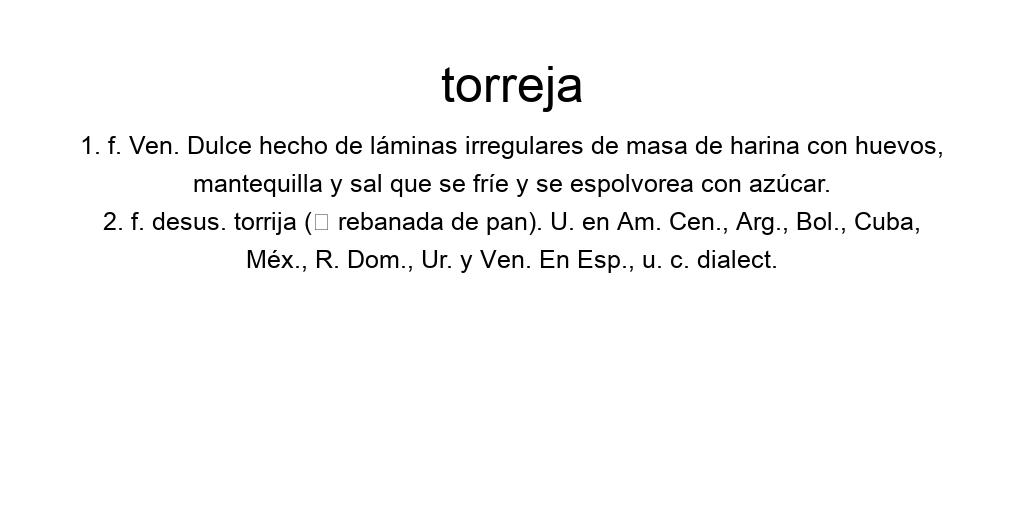 torreja
1. f. Ven. Dulce hecho de láminas irregulares de masa de harina con huevos,
mantequilla y sal que se fríe y se espolvorea con azúcar.
2. f. desus. torrija (□ rebanada de pan). U. en Am. Cen., Arg., Bol., Cuba,
Méx., R. Dom., Ur. y Ven. En Esp., u. c. dialect.